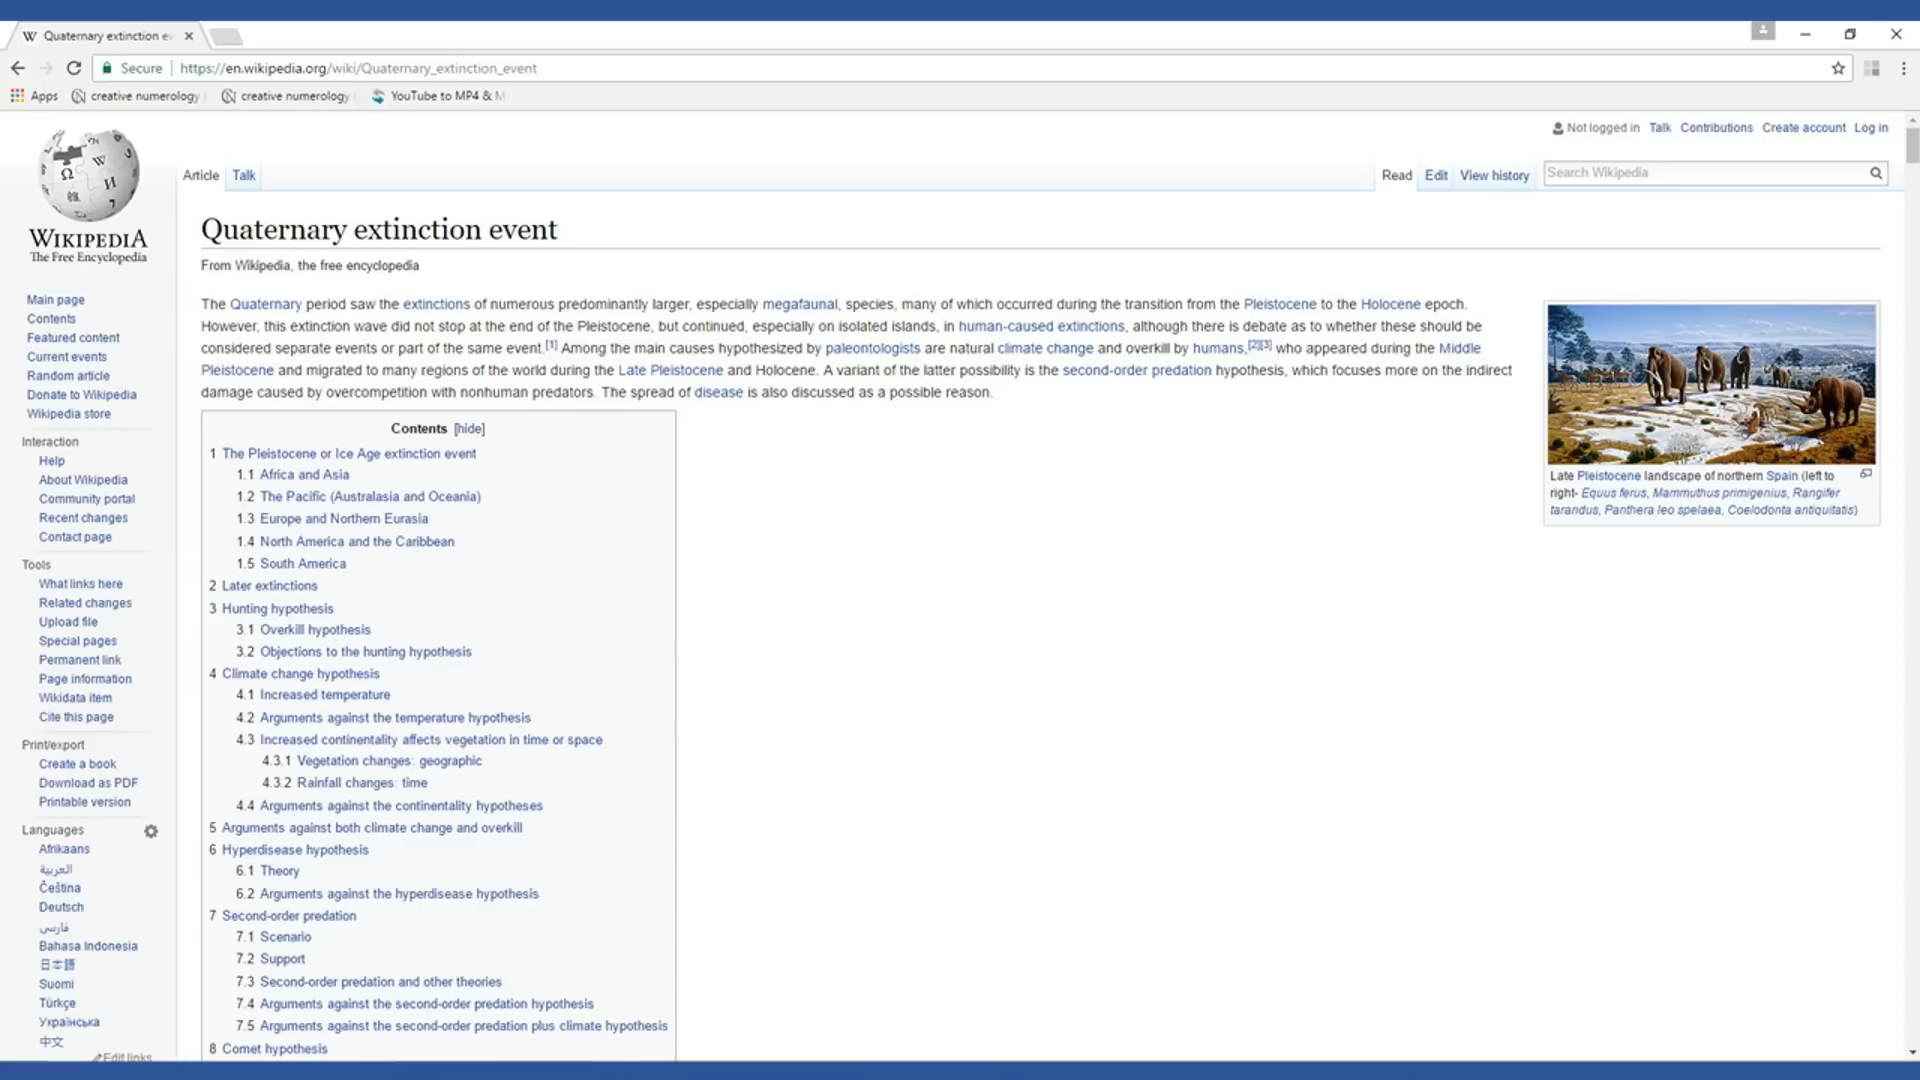 Quaternary extinction ev
Secure
https://en.wikipedia.org/wiki/Quaternary_extinction_event
Apps
creative numerology
creative numerology
YouTube to MP4 & M
Not logged in
Talk
Contributions
Create account
Log in
Article
Talk
Read
Edit
View history
Search Wikipedia
WIKIPEDIA
The Free Encyclopedia
Main page
Contents
Featured content
Current events
Random article
Donate to Wikipedia
Wikipedia store
Interaction
Help
About Wikipedia
Community portal
Recent changes
Contact page
Tools
What links here
Related changes
Upload file
Special pages
Permanent link
Page information
Wikidata item
Cite this page
Print/export
Create a book
Download as PDF
Printable version
Languages
Afrikaans
العربية
Čeština
Deutsch
فارسی
Bahasa Indonesia
日本語
Suomi
Türkçe
Українська
中文
Edit links
Quaternary extinction event
From Wikipedia, the free encyclopedia
The Quaternary period saw the extinctions of numerous predominantly larger, especially megafaunal, species, many of which occurred during the transition from the Pleistocene to the Holocene epoch.
However, this extinction wave did not stop at the end of the Pleistocene, but continued, especially on isolated islands, in human-caused extinctions, although there is debate as to whether these should be
considered separate events or part of the same event.[1] Among the main causes hypothesized by paleontologists are natural climate change and overkill by humans,[2][3] who appeared during the Middle
Pleistocene and migrated to many regions of the world during the Late Pleistocene and Holocene. A variant of the latter possibility is the second-order predation hypothesis, which focuses more on the indirect
damage caused by overcompetition with nonhuman predators. The spread of disease is also discussed as a possible reason.
Contents [hide]
1 The Pleistocene or Ice Age extinction event
1.1 Africa and Asia
1.2 The Pacific (Australasia and Oceania)
1.3 Europe and Northern Eurasia
1.4 North America and the Caribbean
1.5 South America
2 Later extinctions
3 Hunting hypothesis
3.1 Overkill hypothesis
3.2 Objections to the hunting hypothesis
4 Climate change hypothesis
4.1 Increased temperature
4.2 Arguments against the temperature hypothesis
4.3 Increased continentality affects vegetation in time or space
4.3.1 Vegetation changes: geographic
4.3.2 Rainfall changes: time
4.4 Arguments against the continentality hypotheses
5 Arguments against both climate change and overkill
6 Hyperdisease hypothesis
6.1 Theory
6.2 Arguments against the hyperdisease hypothesis
7 Second-order predation
7.1 Scenario
7.2 Support
7.3 Second-order predation and other theories
7.4 Arguments against the second-order predation hypothesis
7.5 Arguments against the second-order predation plus climate hypothesis
8 Comet hypothesis
Late Pleistocene landscape of northern Spain (left to
right- Equus ferus, Mammuthus primigenius, Rangifer
tarandus, Panthera leo spelaea, Coelodonta antiquitatis)